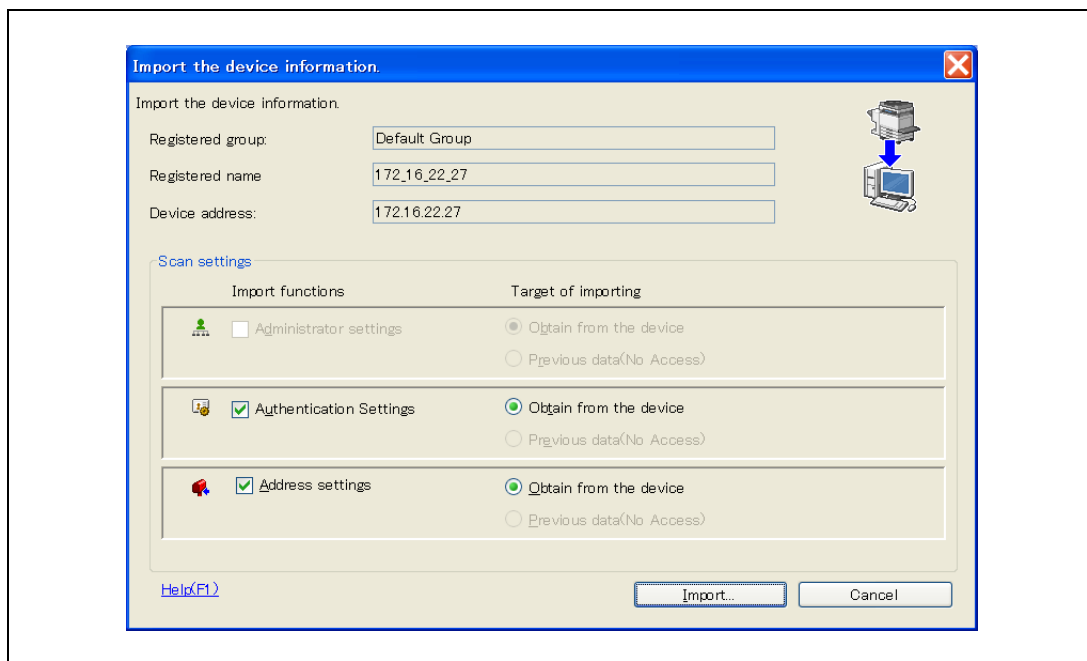 Import the device information.
Import the device information.
Registered group: Default Group
Registered name 172_16_22_27
Device address: 172.16.22.27
Scan settings
Import functions Target of importing
Administrator settings Obtain from the device
Previous data(No Access)
Authentication Settings Obtain from the device
Previous data(No Access)
Address settings Obtain from the device
Previous data(No Access)
Help(F1) Import... Cancel